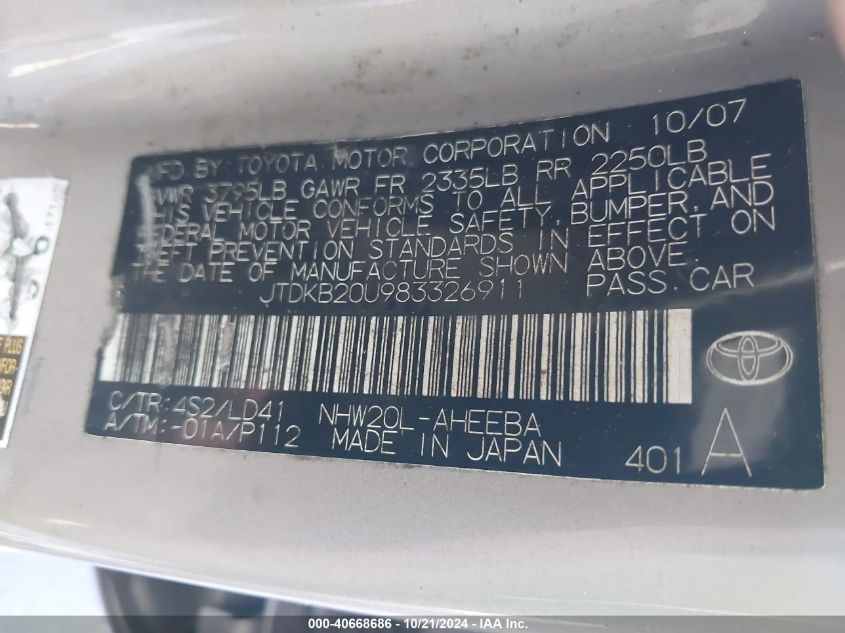 MFD. BY: TOYOTA MOTOR CORPORATION 10/07
GVWR 3795LB GAWR FR 2335LB RR 2250LB
THIS VEHICLE CONFORMS TO ALL APPLICABLE
FEDERAL MOTOR VEHICLE SAFETY, BUMPER, AND
THEFT PREVENTION STANDARDS IN EFFECT ON
THE DATE OF MANUFACTURE SHOWN ABOVE.
JTDKB20U983326911 PASS.CAR
C/TR:4S2/LD41 NHW20L-AHEEBA
A/TM:-01A/P112 MADE IN JAPAN 401 A
PLUS
000-40668686 - 10/21/2024 - IAA Inc.